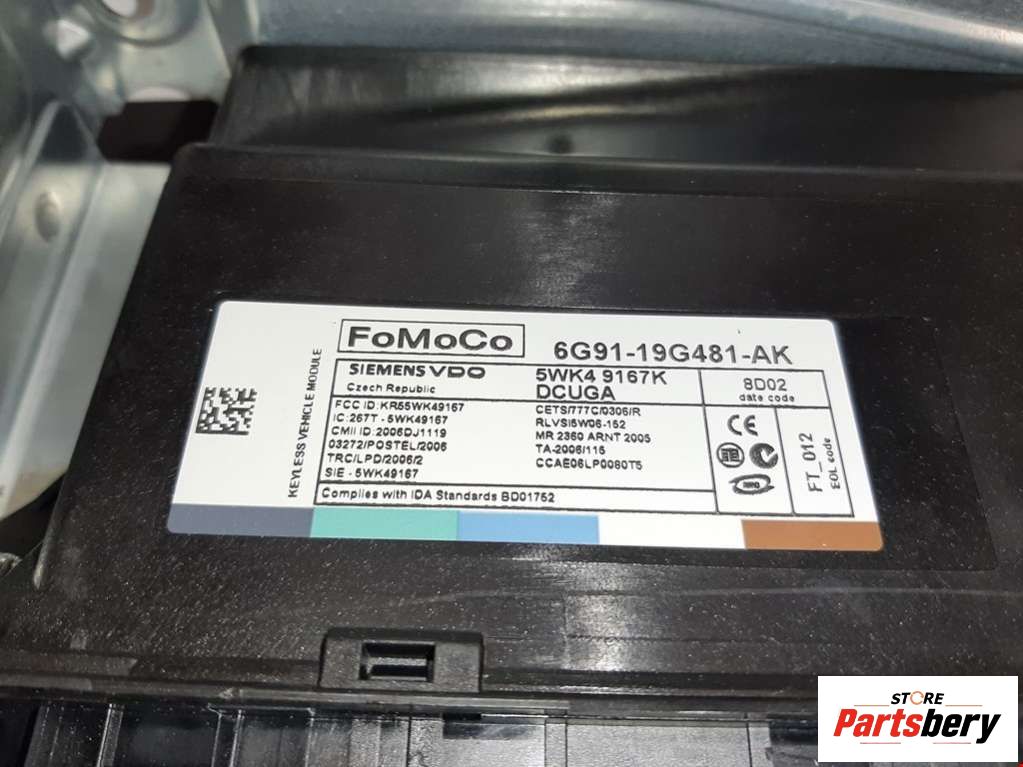 KEYLESS VEHICLE MODULE
FoMoCo
6G91-19G481-AK
SIEMENS VDO
Czech Republic
5WK4 9167K
DCUGA
8D02
date code
FCC ID: KR55WK49167
IC: 267T - 5WK49167
CMII ID: 2006DJ1119
03272/POSTEL/2006
TRC/LPD/2006/2
SIE - 5WK49167
CETS/777C/0306/R
RLVSI5W06-152
MR 2360 ARNT 2005
TA-2006/115
CCAE06LP0080T5
Complies with IDA Standards BD01752
CE
FT_012
EOL code
STORE
Partsbery